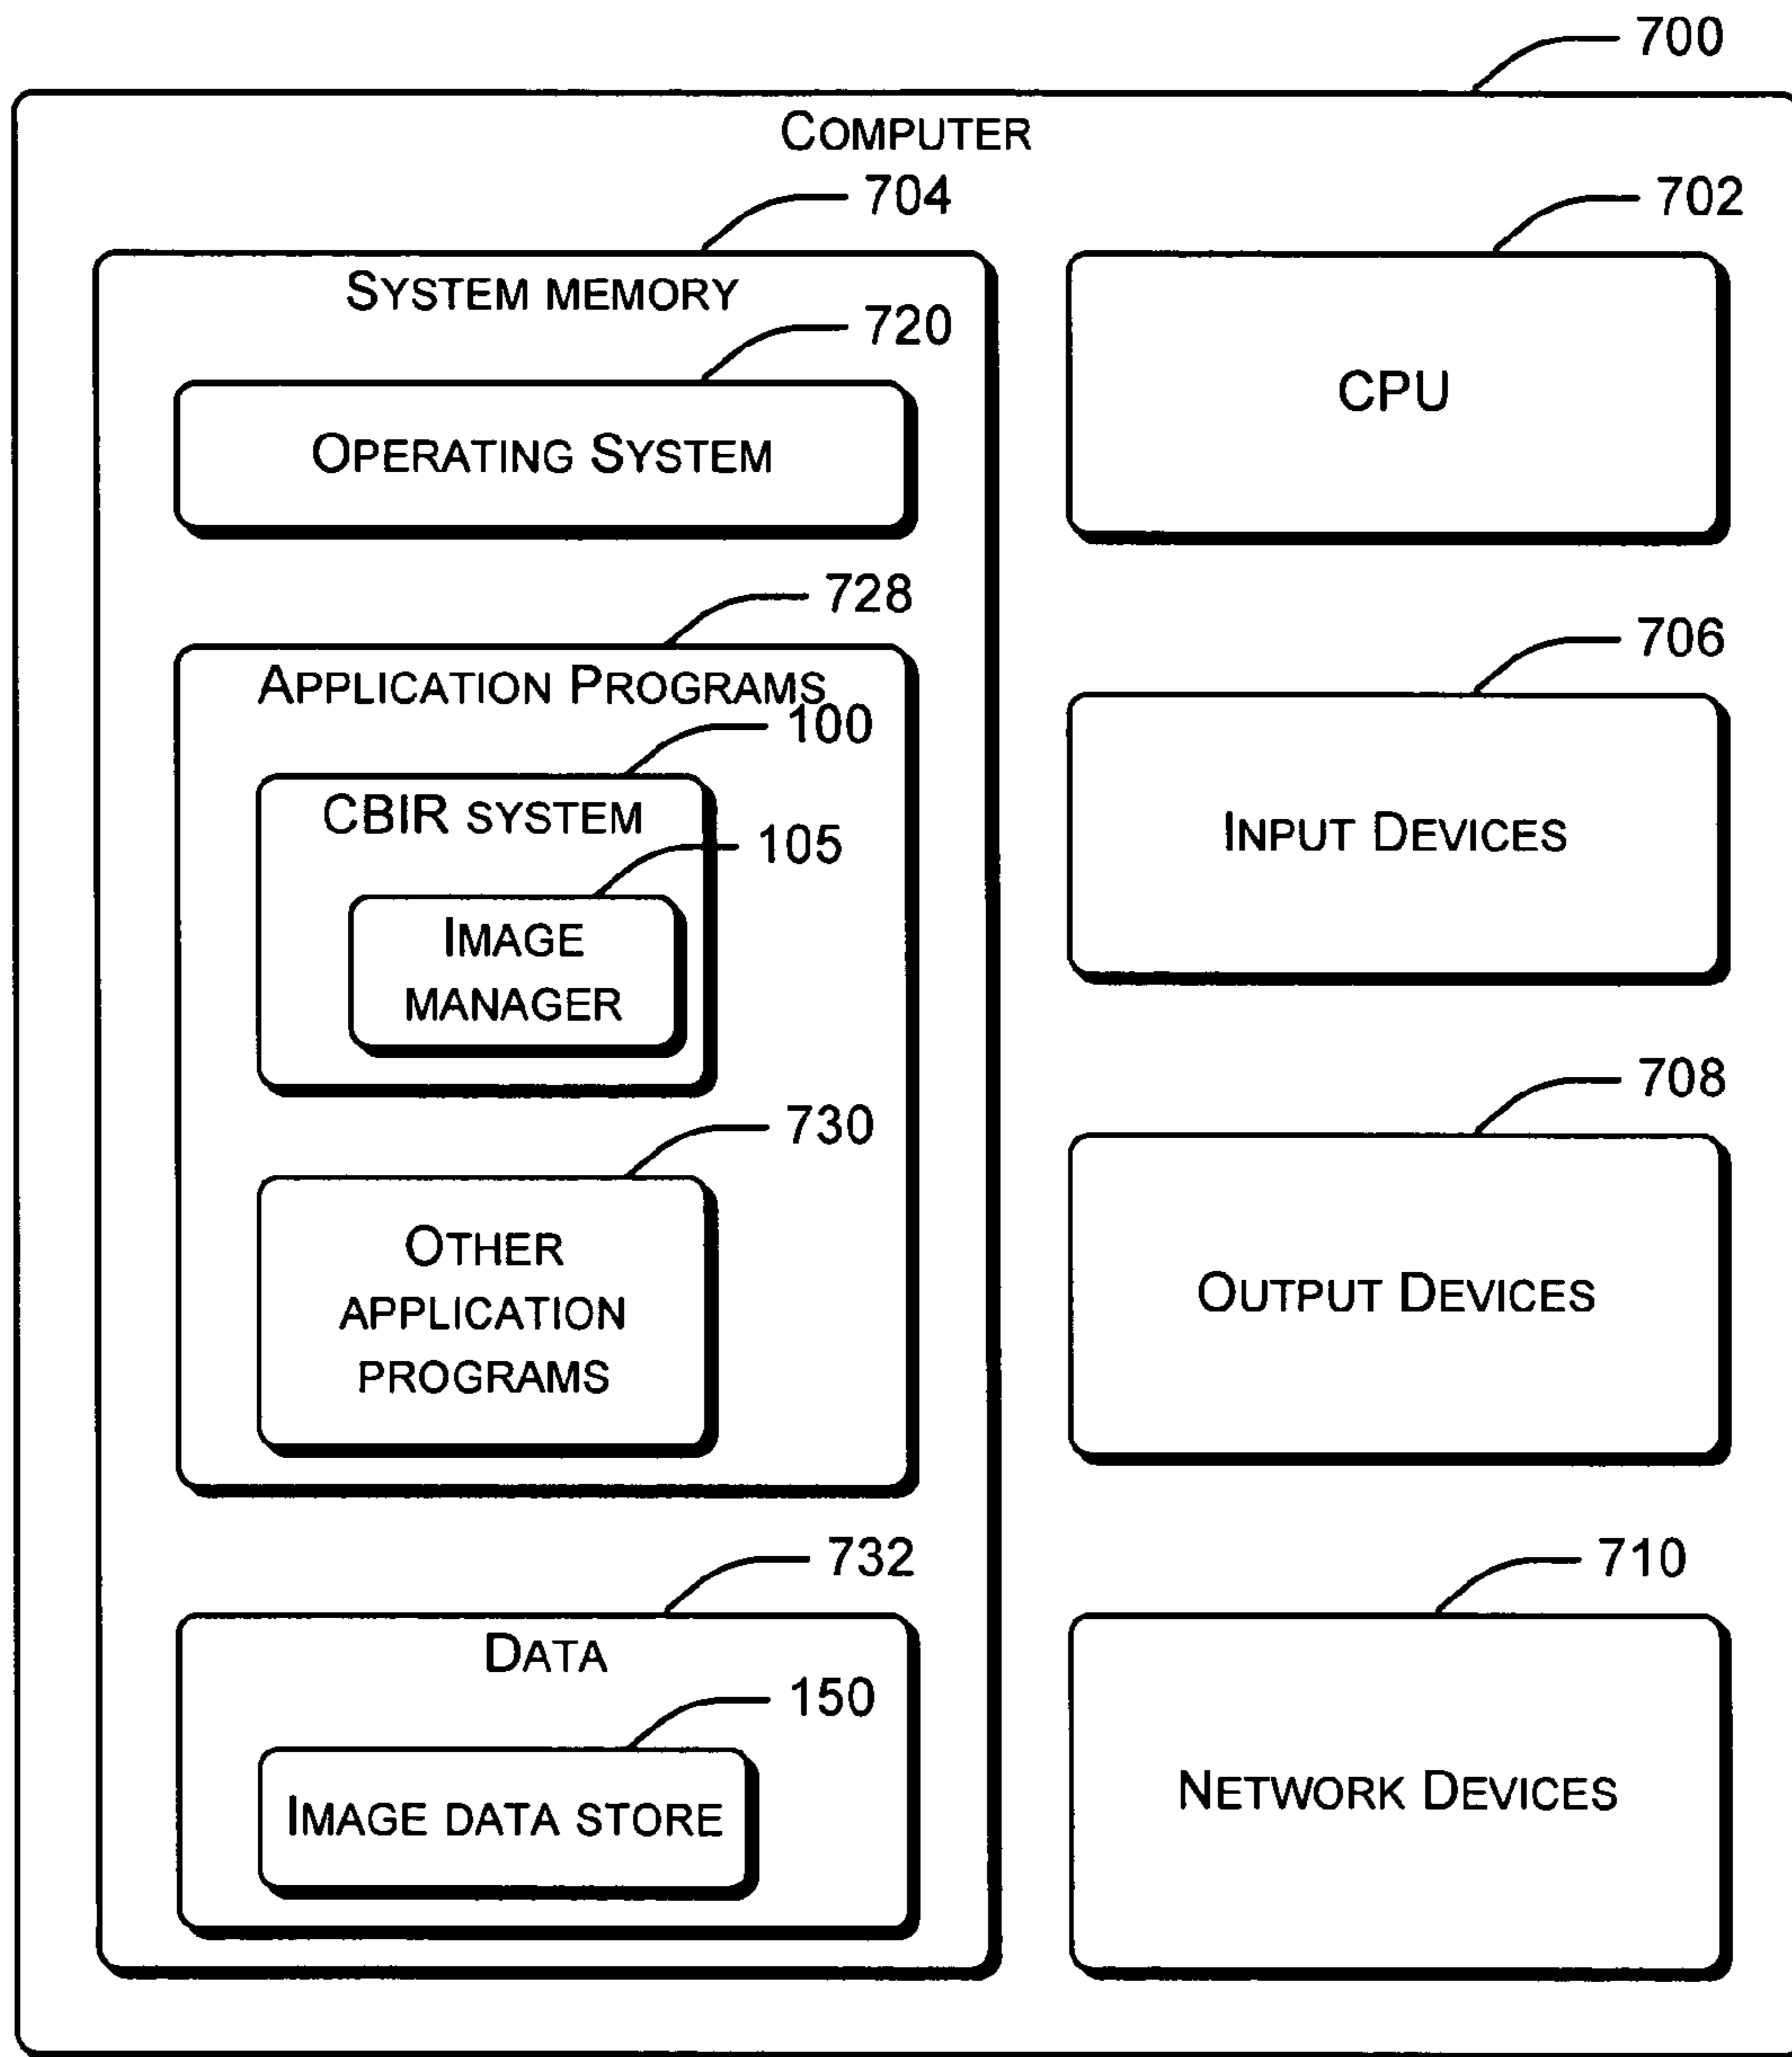 700
COMPUTER
704
702
SYSTEM MEMORY
720
CPU
OPERATING SYSTEM
728
706
APPLICATION PROGRAMS
100
CBIR SYSTEM
105
INPUT DEVICES
IMAGE
MANAGER
708
730
OTHER
APPLICATION
PROGRAMS
OUTPUT DEVICES
732
710
DATA
150
NETWORK DEVICES
IMAGE DATA STORE